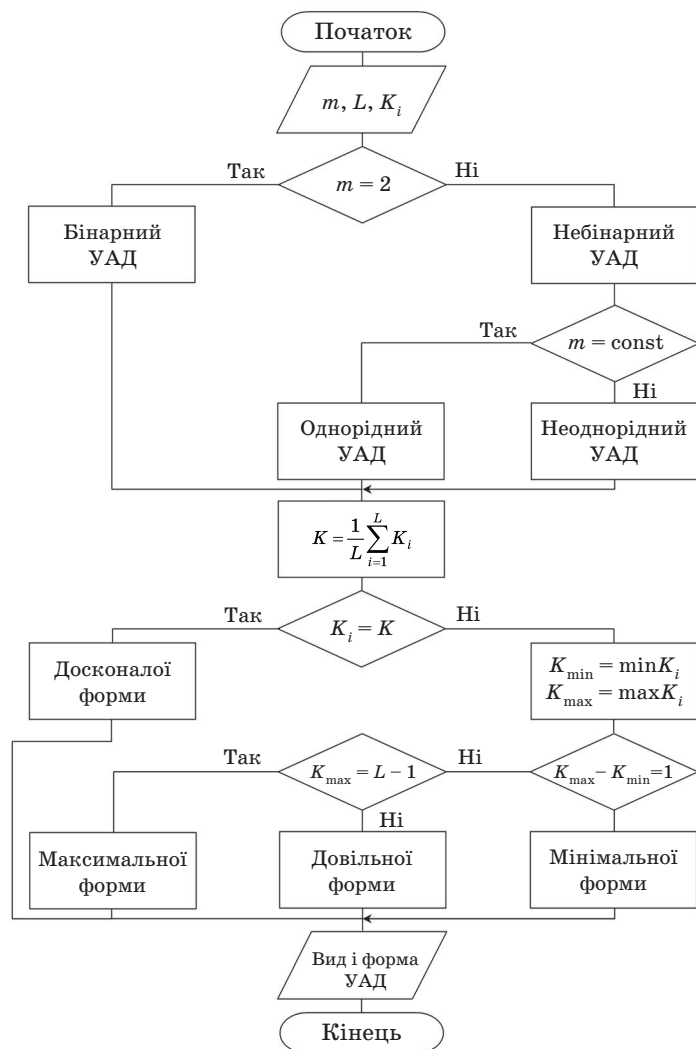 Початок
m, L, K_i
Так
m = 2
Ні
Бінарний
УАД
Небінарний
УАД
Так
m = const
Ні
Однорідний
УАД
Неоднорідний
УАД
K = \frac{1}{L} \sum_{i=1}^{L} K_i
Так
K_i = K
Ні
Досконалої
форми
K_min = minK_i
K_max = maxK_i
Так
K_max = L − 1
Ні
K_max − K_min =1
Ні
Максимальної
форми
Довільної
форми
Мінімальної
форми
Вид і форма
УАД
Кінець